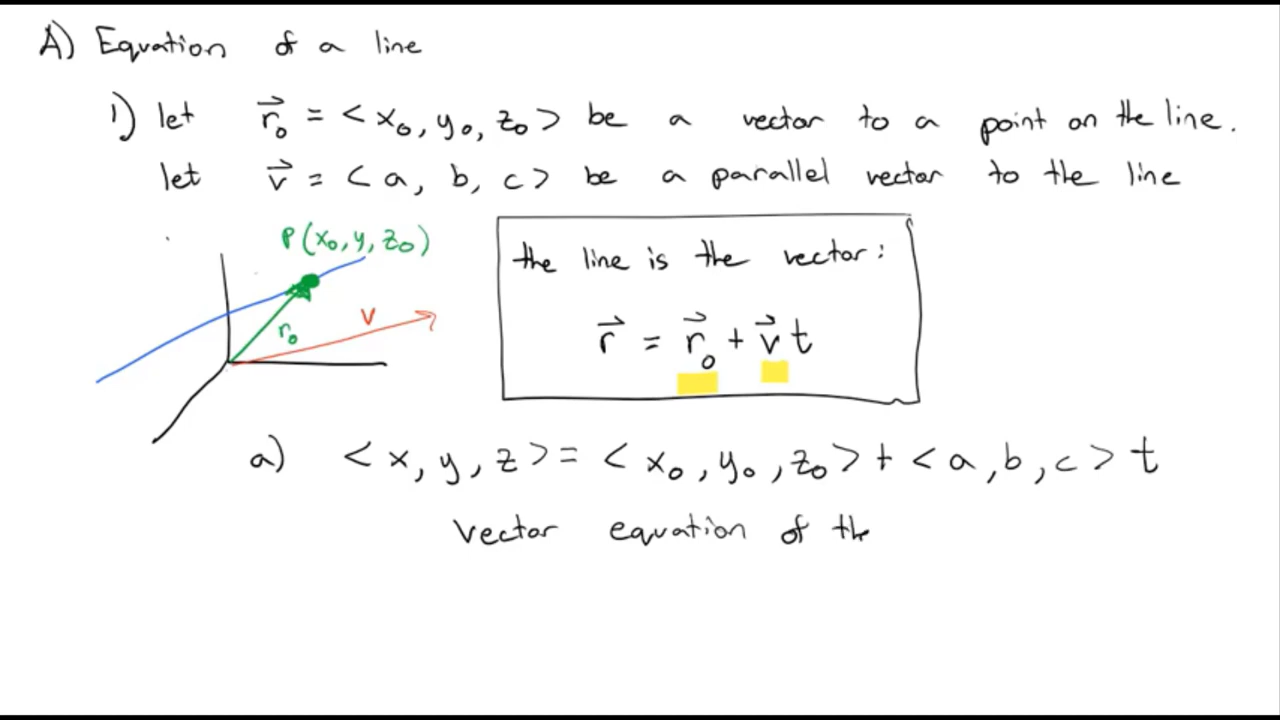 A) Equation of a line
1) let r⃗₀ = <x₀, y₀, z₀> be a vector to a point on the line.
let v⃗ = <a, b, c> be a parallel vector to the line
P(x₀, y, z₀)
r₀
v
the line is the vector:
r⃗ = r⃗₀ + v⃗t
a) <x, y, z> = <x₀, y₀, z₀> + <a, b, c> t
vector equation of th